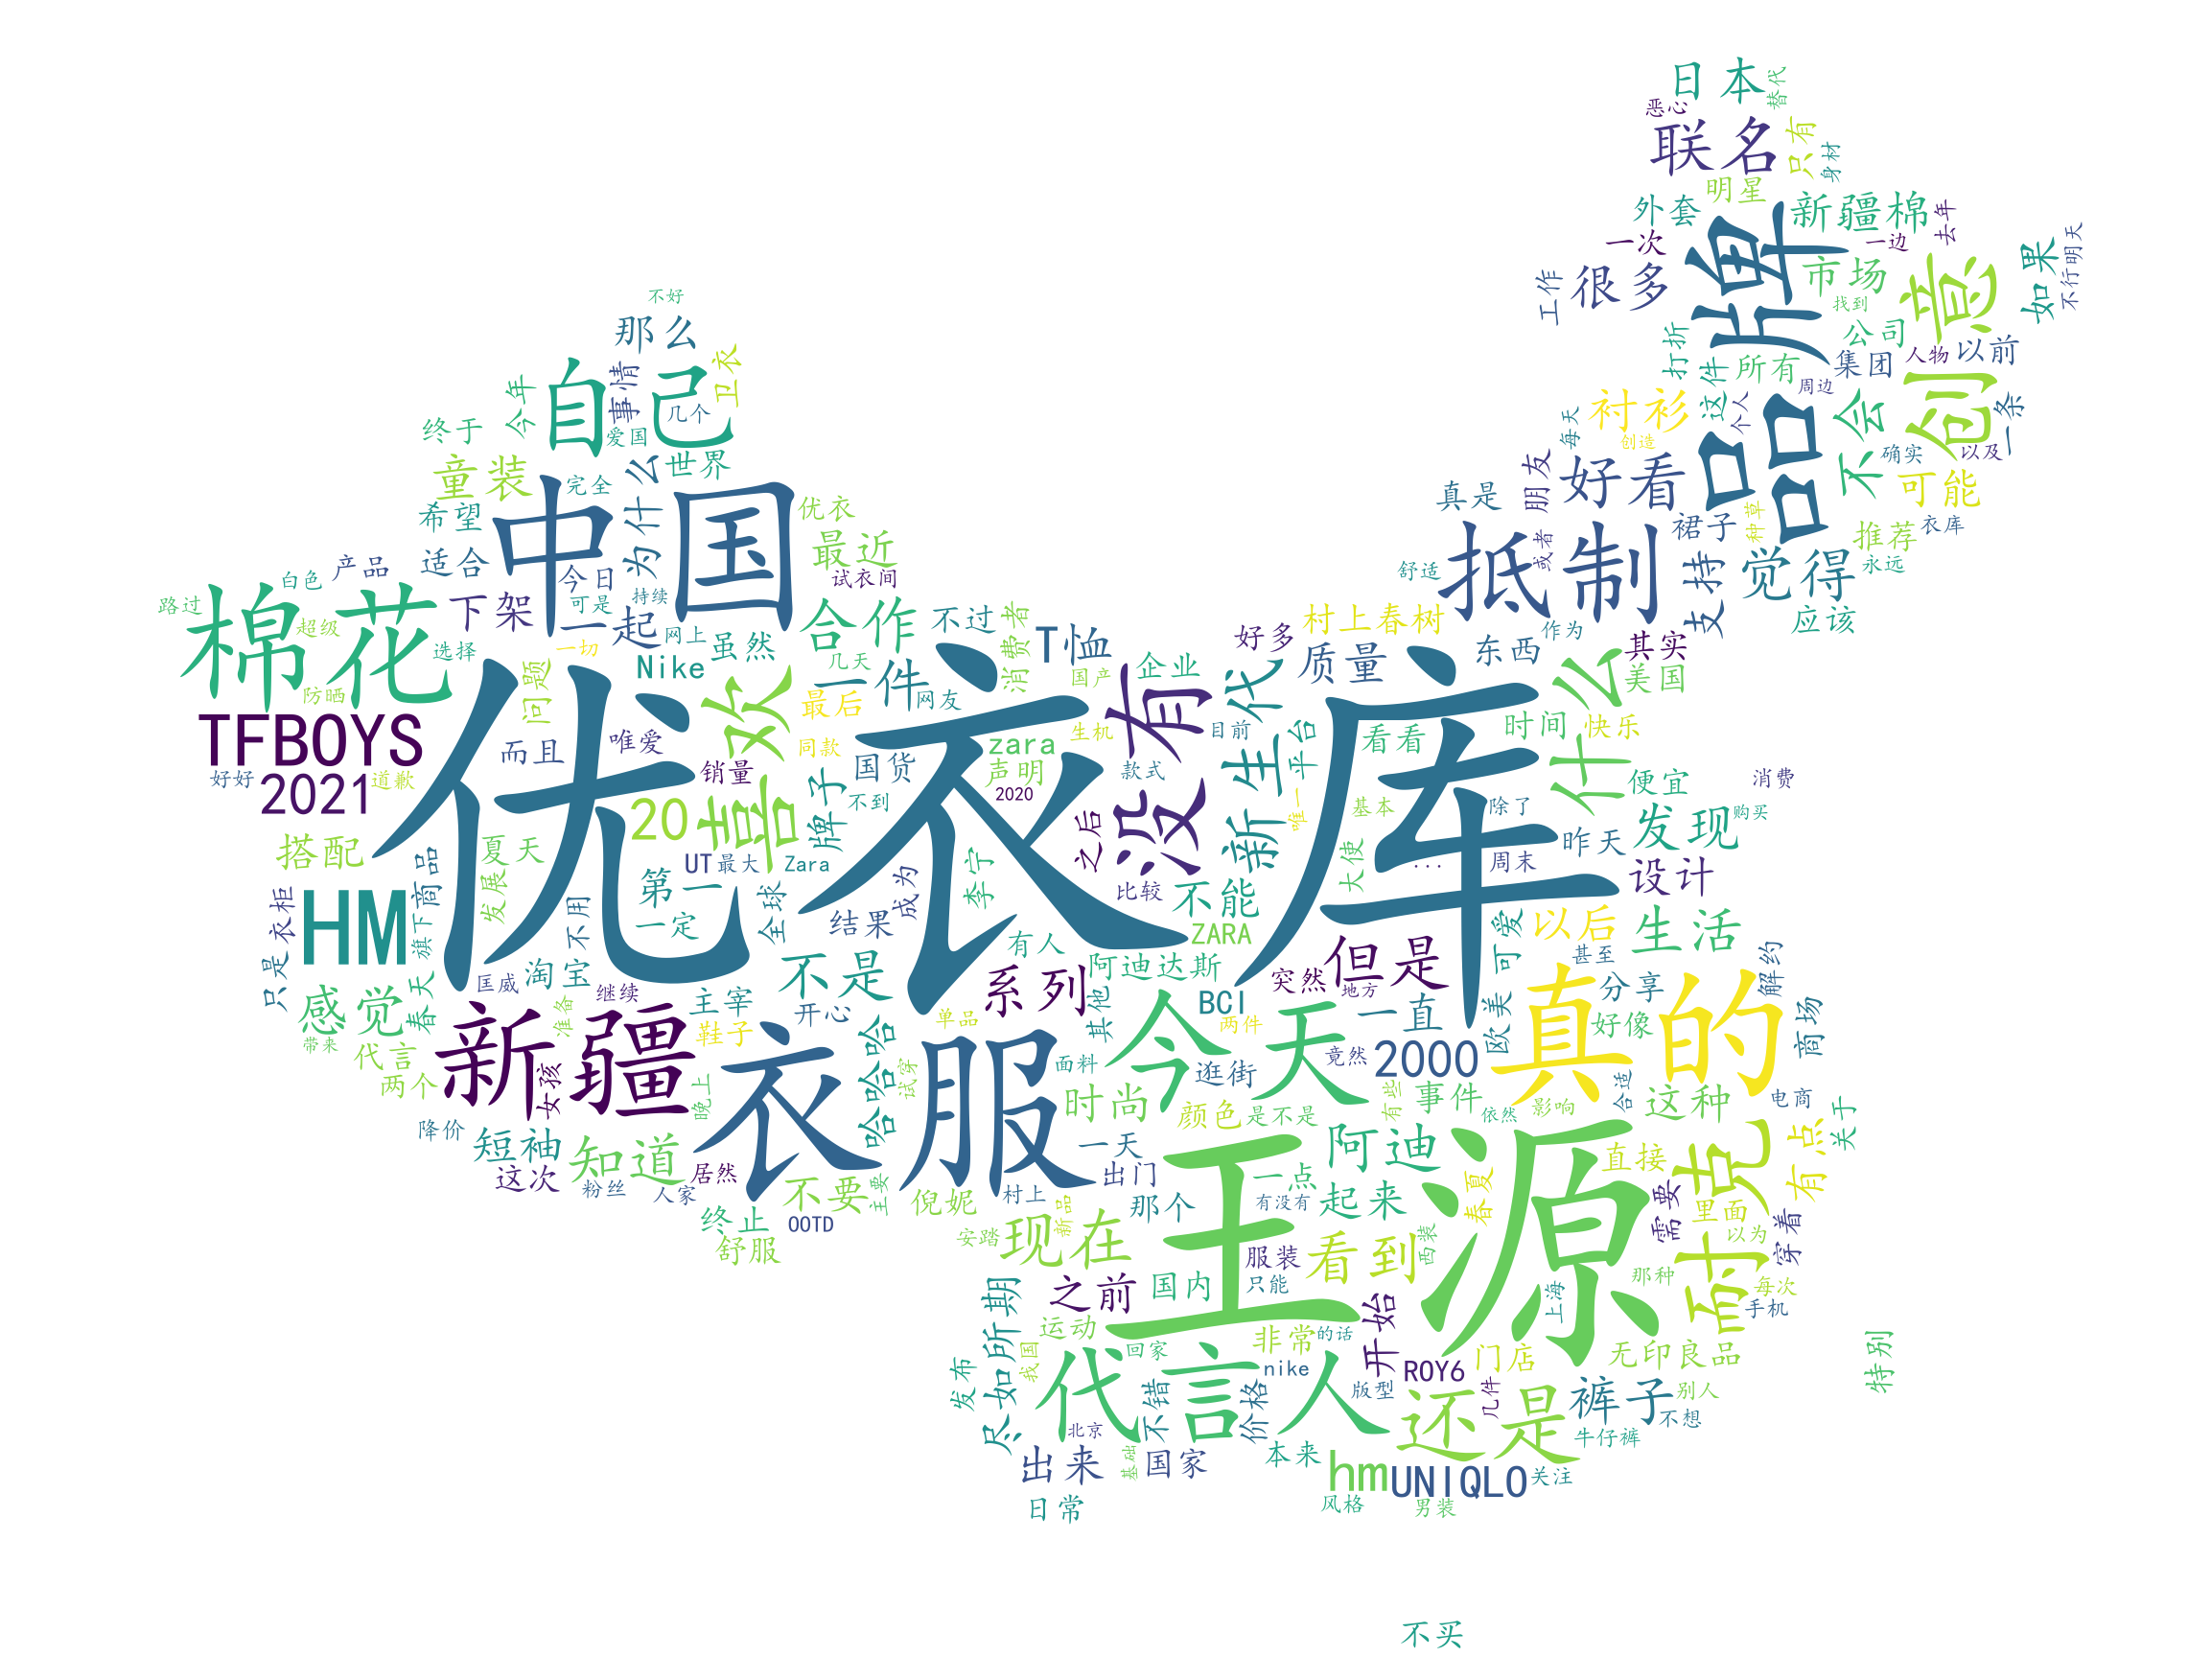 日本
替代
恶心
联名
只有
身材
明星
外套
新疆棉
去年
一次
一边
品牌
很多
工作
市场
创意
如果
不行明天
找到
公司
打折
这件
所有
集团
人物
以前
周边
个人
不会
一条
衬衫
创造
每天
确实
以及
朋友
好看
真是
可能
裙子
种草
推荐
衣库
抵制
或者
支持
觉得
永远
舒适
应该
不好
那么
卫衣
今年
自己
事情
几个
终于
爱国
童装
世界
为什么
完全
希望
中国
优衣
最近
产品
适合
今日
试衣间
白色
棉花
路过
超级
下架
可是
持续
合作
不过
消费者
选择
一起
网上
虽然
一切
Nike
几天
一件
T恤
国产
企业
好多
村上春树
作为
质量
东西
其实
美国
防晒
TFBOYS
问题
喜欢
最后
网友
没有
新生代
什么
时间
快乐
目前
平台
看看
生机
而且
唯爱
同款
国货
zara
声明
款式
好好
2021
道歉
优衣库
销量
牌子
不到
2020
唯一
基本
除了
便宜
消费
购买
发现
20
夏天
搭配
UT
最大
Zara
李宁
之后
大使
...
周末
昨天
设计
商品
发展
第一
比较
不能
HM
一定
全球
结果
成为
有人
ZARA
但是
可爱
以后
生活
只是衣柜
旗下
不用
淘宝
匡威
不是
系列
阿迪达斯
突然
地方
甚至
欧美
分享
解约
感觉
春天
继续
准备
主宰
开心
单品
其他
BCI
两件
一直
好像
商场
带来
代言
两个
新疆
鞋子
哈哈哈
今天
2000
真的
女孩
衣服
试穿
面料
逛街
竟然
晚上
时尚
颜色
是不是
有些
事件
依然
影响
合适
这种
电商
关于
降价
短袖
知道
这次
粉丝
人家
居然
不要
主要
倪妮
村上
一天
出门
那个
王源
一点
有没有
阿迪
起来
春夏
直接
耐克
有点
终止
舒服
OOTD
安踏
新品
现在
服装
看到
西装
需要
里面
以为
穿着
之前
国内
只能
那种
每次
手机
上海
尽如所期
运动
我国
回家
非常
的话
开始
门店
无印良品
特别
发布
代言人
nike
版型
ROY6
几件
还是
裤子
别人
不想
北京
不错
价格
牛仔裤
出来
基础
国家
本来
hm
UNIQLO
关注
日常
风格
男装
不买